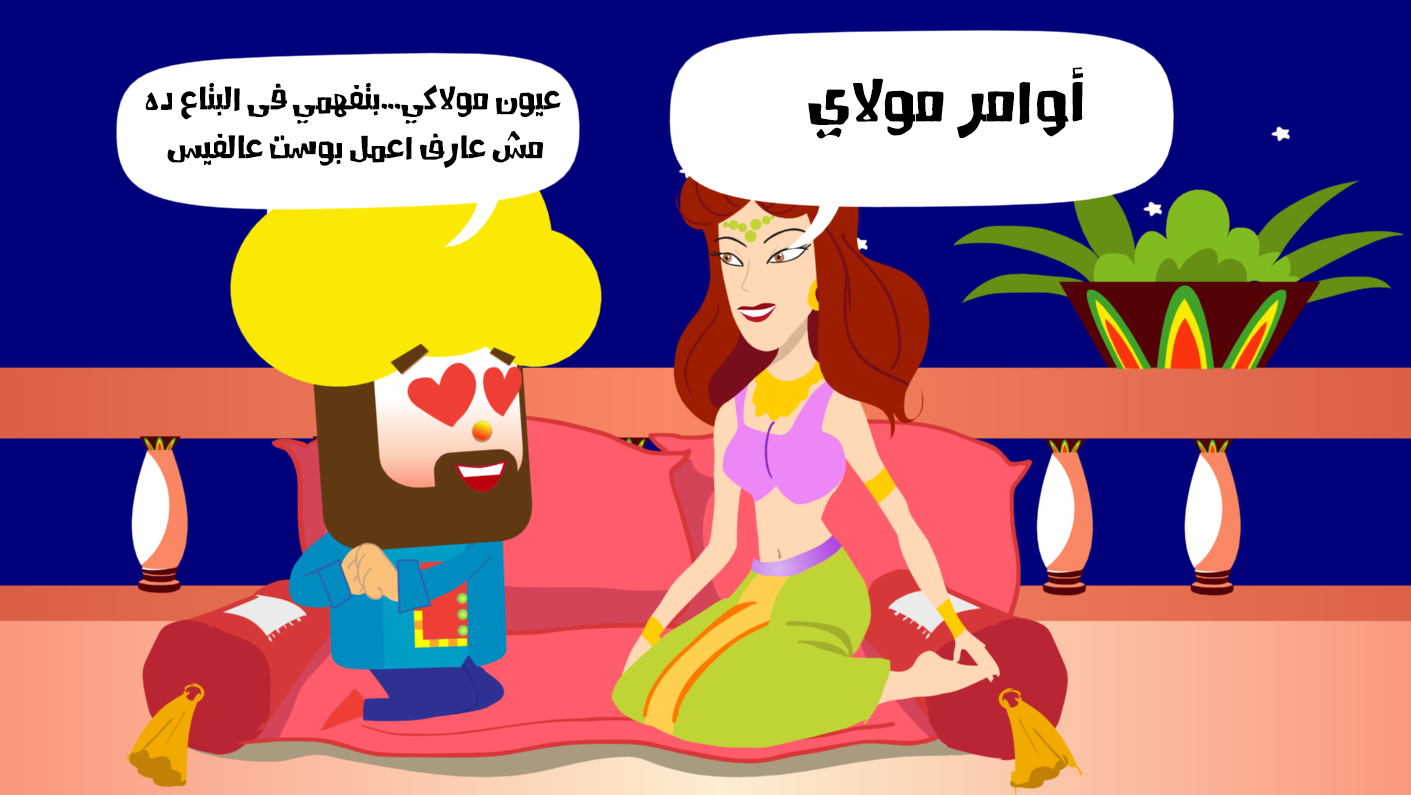 أوامر مولاي
عيون مولاكي...بتفهمي فى البتاع ده
مش عارف اعمل بوست عالفيس